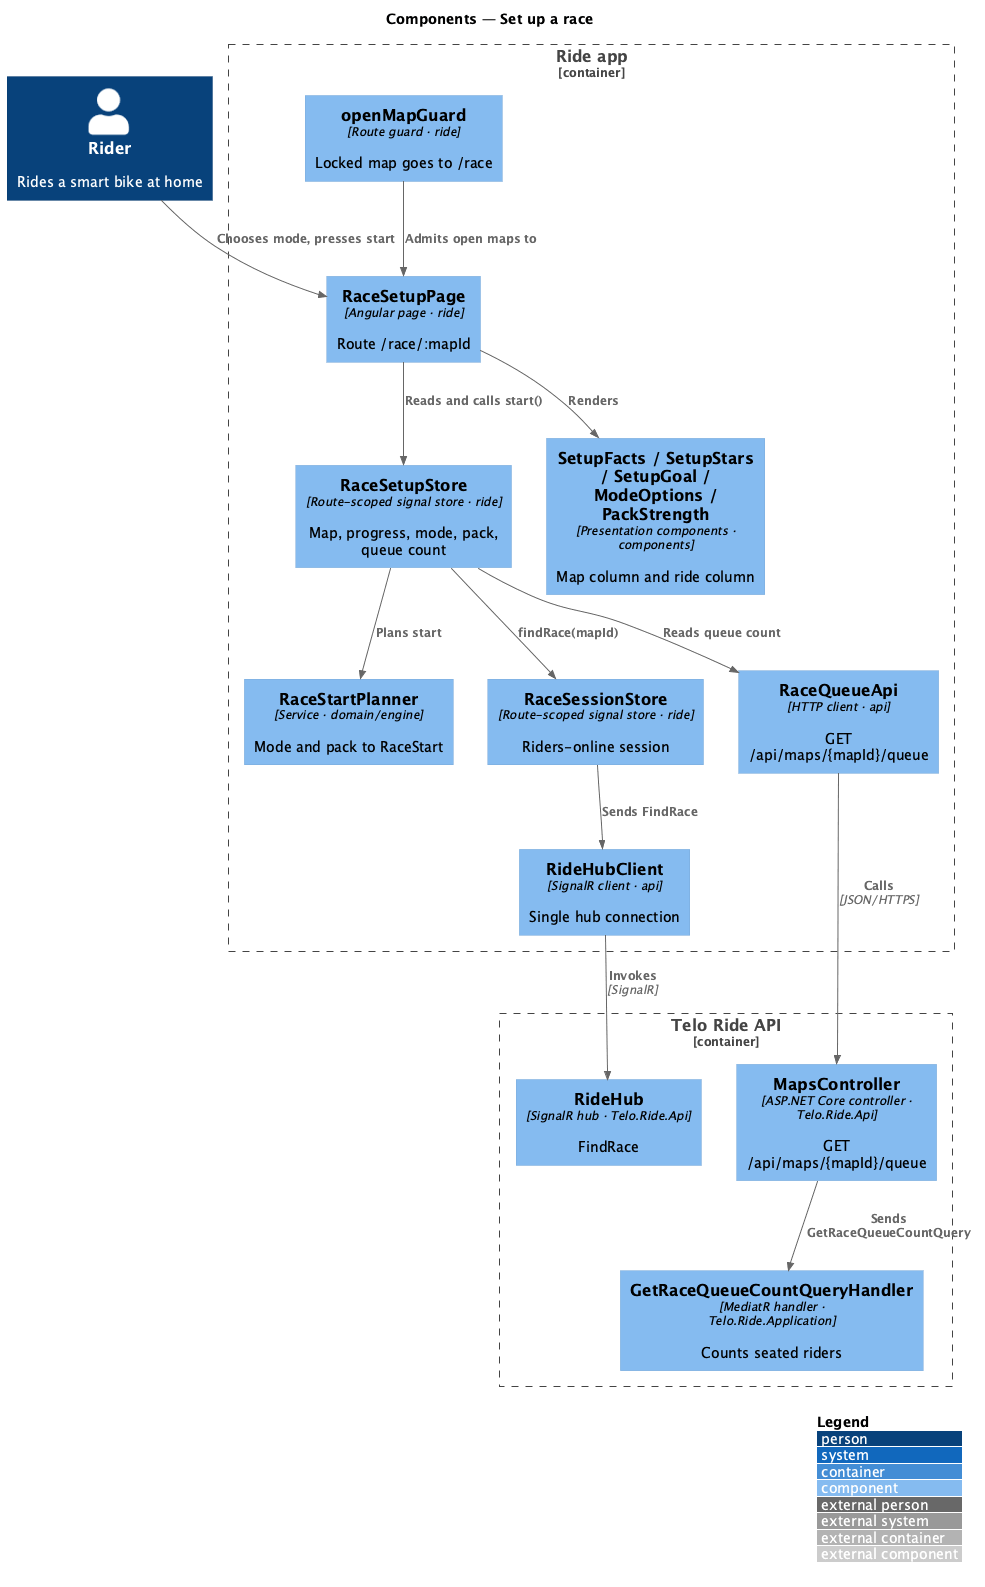 Components — Set up a race
Ride app
[container]
Rider
Rides a smart bike at home
openMapGuard
[Route guard · ride]
Locked map goes to /race
Chooses mode, presses start
Admits open maps to
RaceSetupPage
[Angular page · ride]
Route /race/:mapId
Reads and calls start()
Renders
RaceSetupStore
[Route-scoped signal store · ride]
Map, progress, mode, pack,
queue count
SetupFacts / SetupStars
/ SetupGoal /
ModeOptions /
PackStrength
[Presentation components ·
components]
Map column and ride column
Plans start
findRace(mapId)
Reads queue count
RaceStartPlanner
[Service · domain/engine]
Mode and pack to RaceStart
RaceSessionStore
[Route-scoped signal store · ride]
Riders-online session
RaceQueueApi
[HTTP client · api]
GET
/api/maps/{mapId}/queue
Sends FindRace
RideHubClient
[SignalR client · api]
Single hub connection
Calls
[JSON/HTTPS]
Invokes
[SignalR]
Telo Ride API
[container]
RideHub
[SignalR hub · Telo.Ride.Api]
FindRace
MapsController
[ASP.NET Core controller ·
Telo.Ride.Api]
GET
/api/maps/{mapId}/queue
Sends
GetRaceQueueCountQuery
GetRaceQueueCountQueryHandler
[MediatR handler ·
Telo.Ride.Application]
Counts seated riders
Legend
person
system
container
component
external person
external system
external container
external component